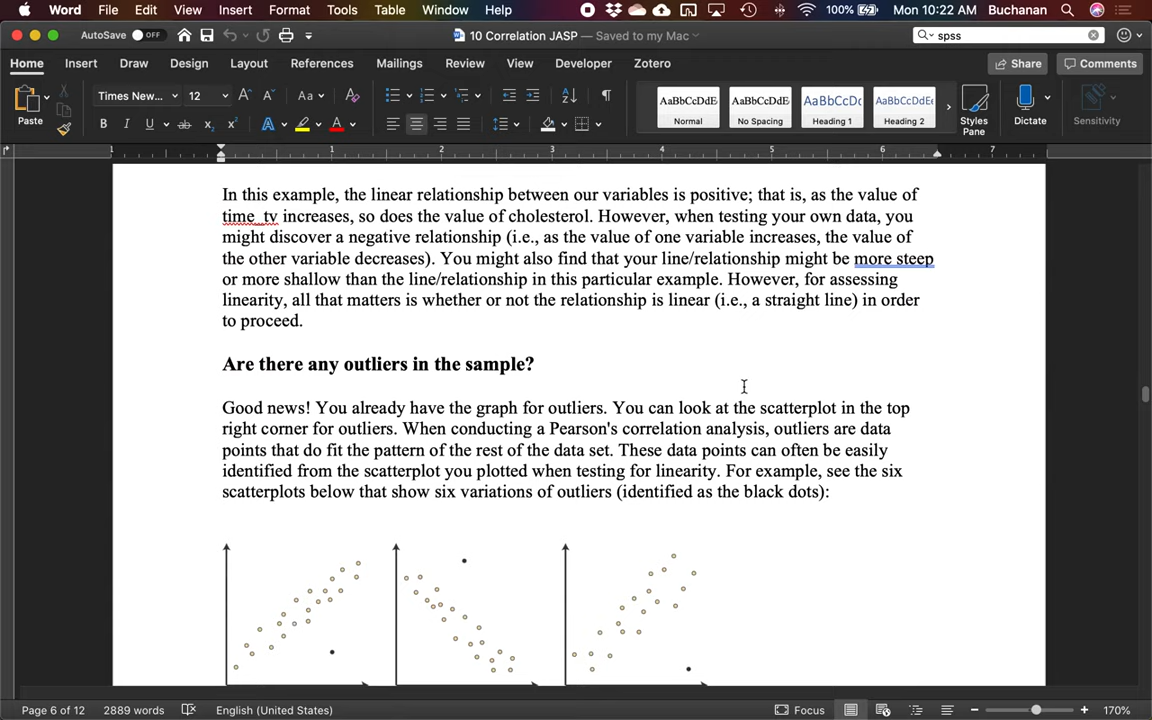 Word File Edit View Insert Format Tools Table Window Help 100% Mon 10:22 AM Buchanan
AutoSave OFF 10 Correlation JASP — Saved to my Mac spss
Home Insert Draw Design Layout References Mailings Review View Developer Zotero Share Comments
Paste Times New... 12 A A Aa A
B I U ab x₂ x² A A
AaBbCcDdE AaBbCcDdE AaBbCcDc AaBbCcDdE
Normal No Spacing Heading 1 Heading 2
Styles Pane Dictate Sensitivity
1 1 2 3 4 5 6 7
In this example, the linear relationship between our variables is positive; that is, as the value of
time_tv increases, so does the value of cholesterol. However, when testing your own data, you
might discover a negative relationship (i.e., as the value of one variable increases, the value of
the other variable decreases). You might also find that your line/relationship might be more steep
or more shallow than the line/relationship in this particular example. However, for assessing
linearity, all that matters is whether or not the relationship is linear (i.e., a straight line) in order
to proceed.
Are there any outliers in the sample?
Good news! You already have the graph for outliers. You can look at the scatterplot in the top
right corner for outliers. When conducting a Pearson's correlation analysis, outliers are data
points that do fit the pattern of the rest of the data set. These data points can often be easily
identified from the scatterplot you plotted when testing for linearity. For example, see the six
scatterplots below that show six variations of outliers (identified as the black dots):
Page 6 of 12 2889 words English (United States) Focus 170%